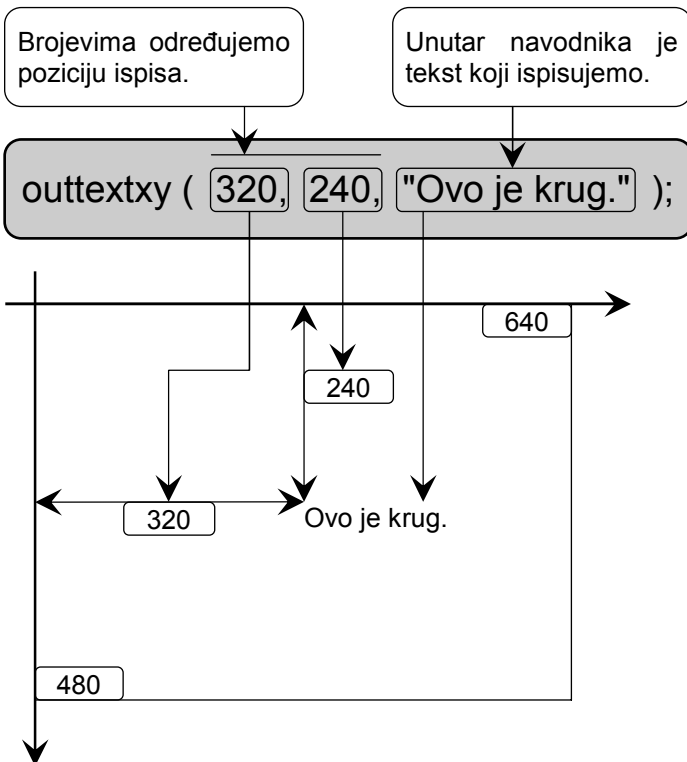 Brojevima određujemo
poziciju ispisa.
Unutar navodnika je
tekst koji ispisujemo.
outtextxy ( 320, 240, "Ovo je krug." );
640
240
320
Ovo je krug.
480